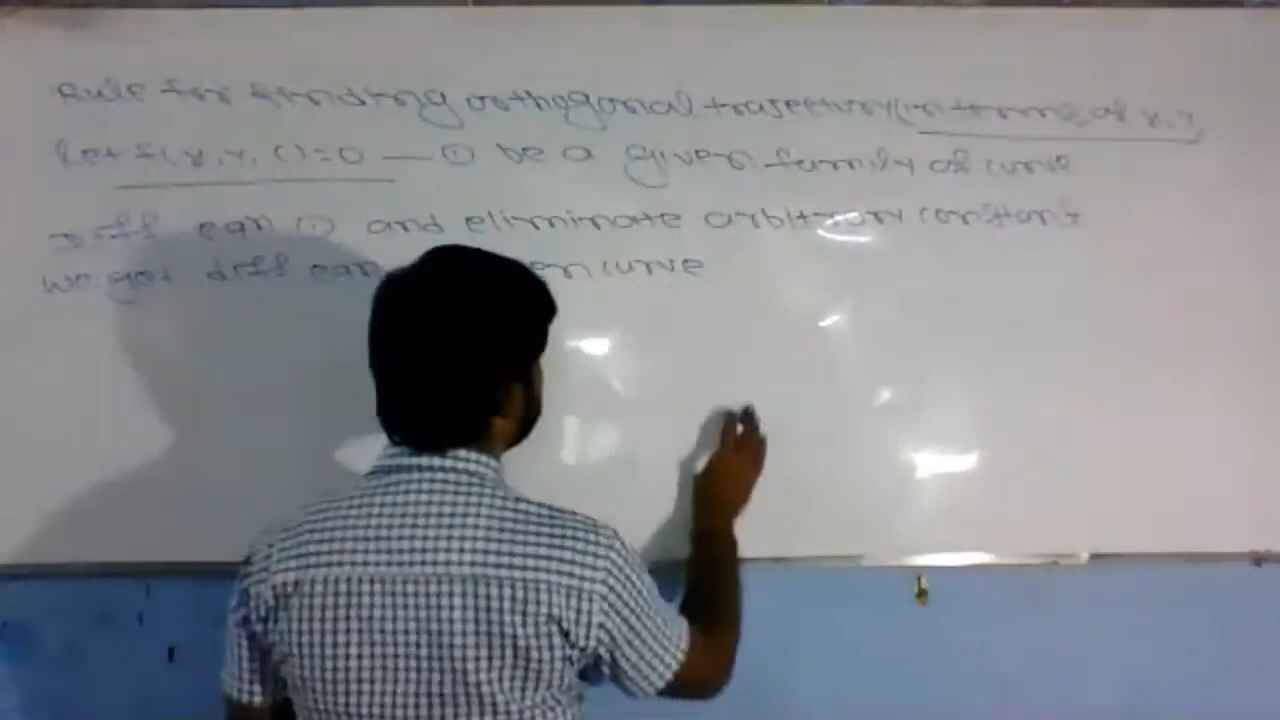 Rule for finding orthogonal trajectory (in terms of x, y
Let f(x, y, c)=0 — ① be a given family of curve
Diff eqn ① and eliminate arbitrary constant
we get diff eqn curve